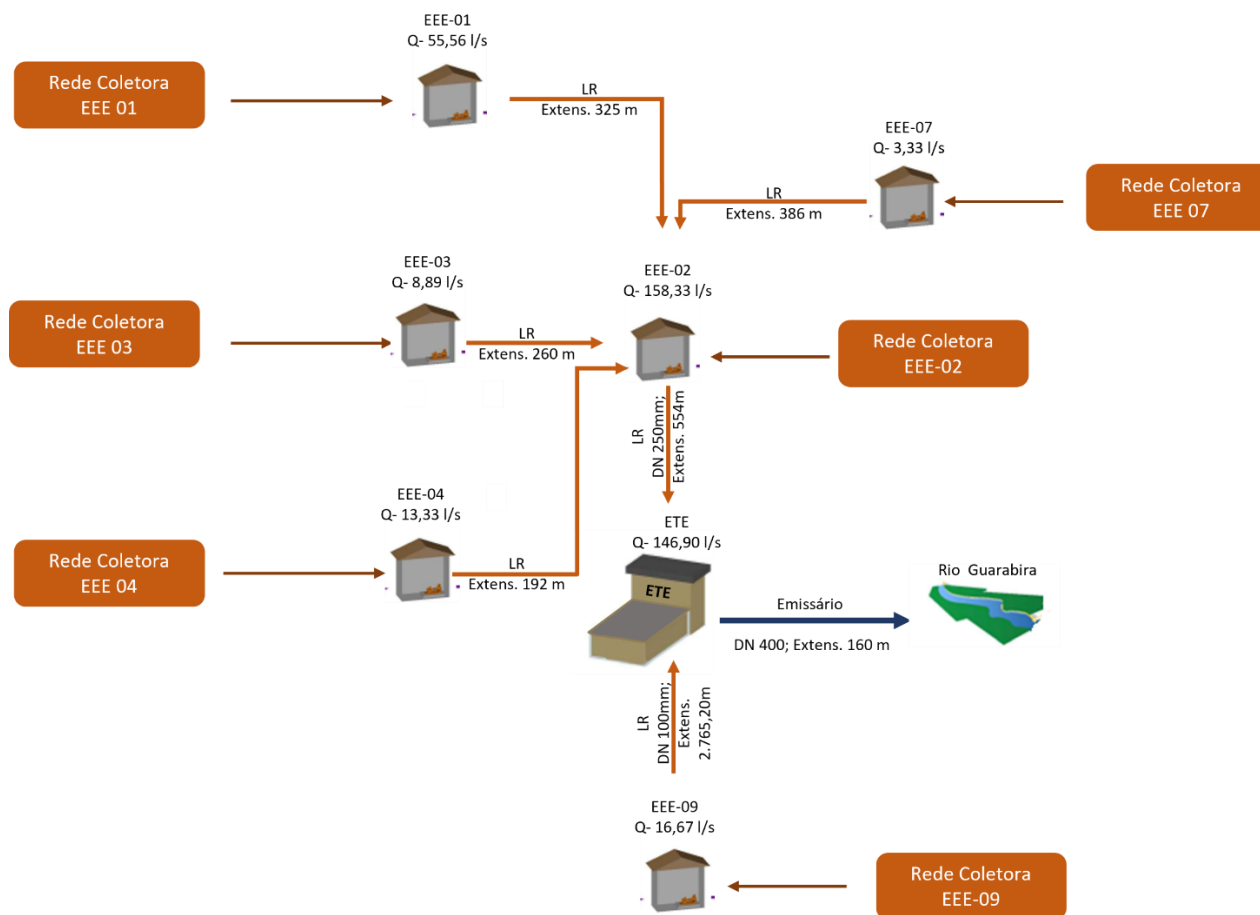 EEE-01
Q- 55,56 l/s
Rede Coletora
EEE 01
LR
Extens. 325 m
EEE-07
Q- 3,33 l/s
LR
Extens. 386 m
Rede Coletora
EEE 07
EEE-03
Q- 8,89 l/s
Rede Coletora
EEE 03
LR
Extens. 260 m
EEE-02
Q- 158,33 l/s
Rede Coletora
EEE-02
LR
DN 250mm;
Extens. 554m
EEE-04
Q- 13,33 l/s
Rede Coletora
EEE 04
LR
Extens. 192 m
ETE
Q- 146,90 l/s
ETE
Emissário
DN 400; Extens. 160 m
Rio Guarabira
LR
DN 100mm;
Extens.
2.765,20m
EEE-09
Q- 16,67 l/s
Rede Coletora
EEE-09